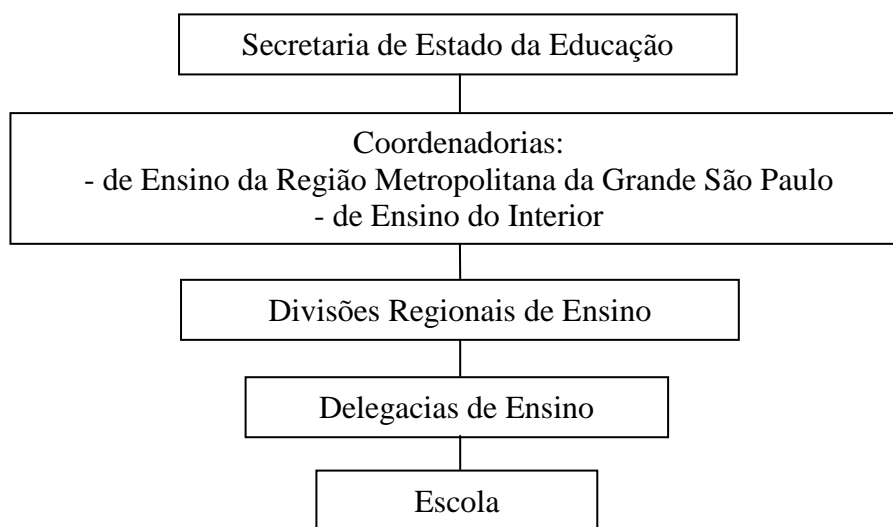 Secretaria de Estado da Educação
Coordenadorias:
- de Ensino da Região Metropolitana da Grande São Paulo
- de Ensino do Interior
Divisões Regionais de Ensino
Delegacias de Ensino
Escola